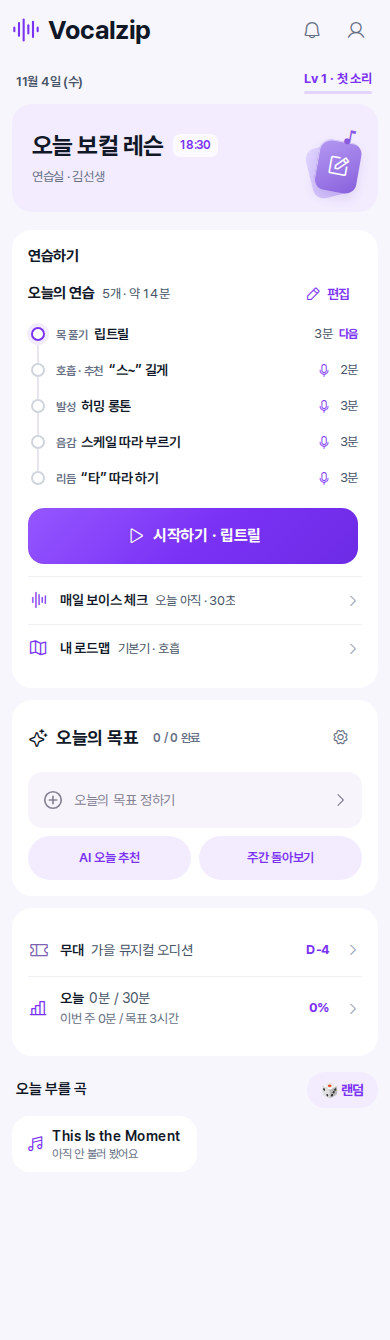 Vocalzip
11월 4일 (수)
Lv 1 · 첫 소리
오늘 보컬 레슨 18:30
연습실 · 김선생
연습하기
오늘의 연습 5개 · 약 14분 편집
목 풀기 립트릴 3분 다음
호흡 · 추천 “스~” 길게 2분
발성 허밍 롱톤 3분
음감 스케일 따라 부르기 3분
리듬 “타” 따라 하기 3분
시작하기 · 립트릴
매일 보이스 체크 오늘 아직 · 30초
내 로드맵 기본기 · 호흡
오늘의 목표 0 / 0 완료
오늘의 목표 정하기
AI 오늘 추천 주간 돌아보기
무대 가을 뮤지컬 오디션 D-4
오늘 0분 / 30분 0%
이번 주 0분 / 목표 3시간
오늘 부를 곡 랜덤
This Is the Moment
아직 안 불러 봤어요